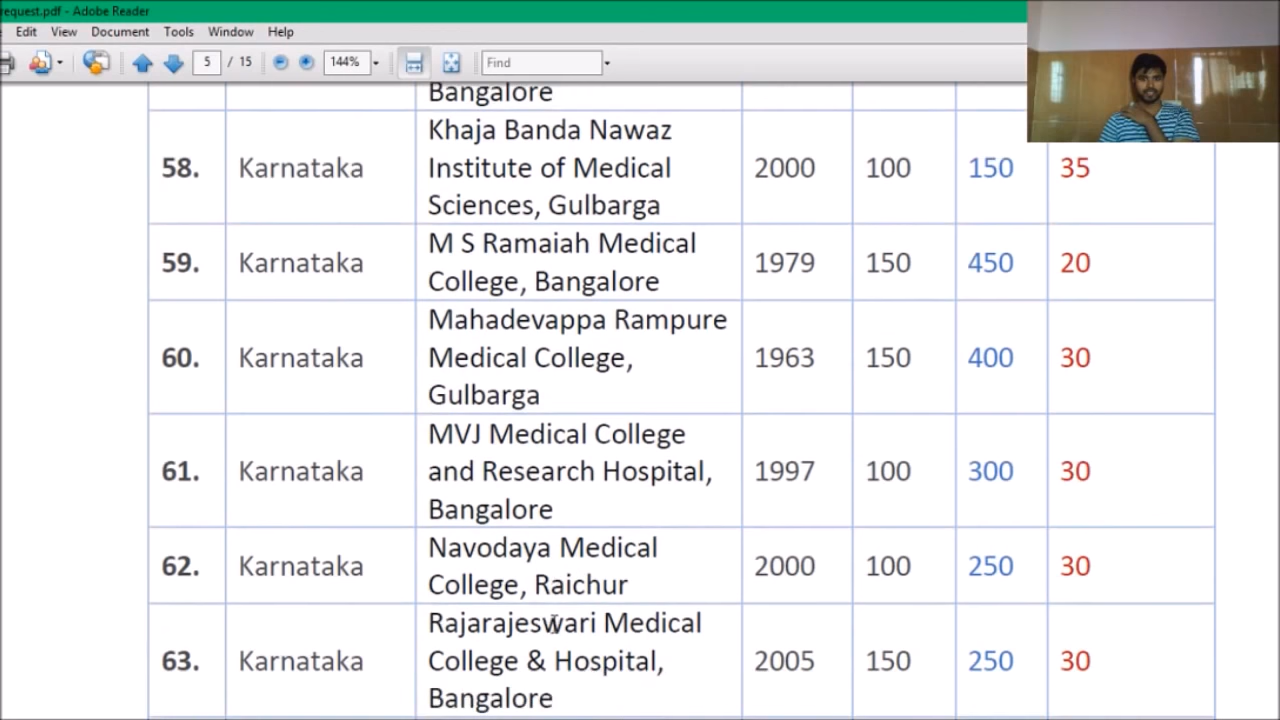 request.pdf - Adobe Reader
Edit View Document Tools Window Help
5 / 15 144% Find
Bangalore
58. Karnataka Khaja Banda Nawaz Institute of Medical Sciences, Gulbarga 2000 100 150 35
59. Karnataka M S Ramaiah Medical College, Bangalore 1979 150 450 20
60. Karnataka Mahadevappa Rampure Medical College, Gulbarga 1963 150 400 30
61. Karnataka MVJ Medical College and Research Hospital, Bangalore 1997 100 300 30
62. Karnataka Navodaya Medical College, Raichur 2000 100 250 30
63. Karnataka Rajarajeswari Medical College & Hospital, Bangalore 2005 150 250 30